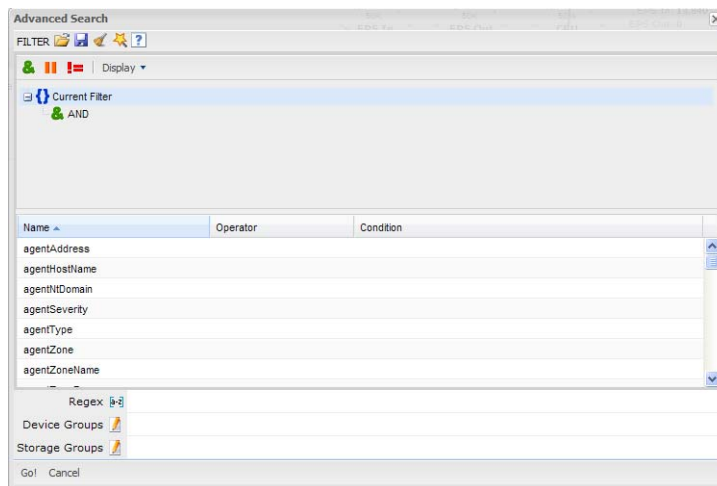 Advanced Search
FILTER ?
& != Display
{} Current Filter
& AND
Name Operator Condition
agentAddress
agentHostName
agentNtDomain
agentSeverity
agentType
agentZone
agentZoneName
Regex [a-z]
Device Groups
Storage Groups
Go! Cancel